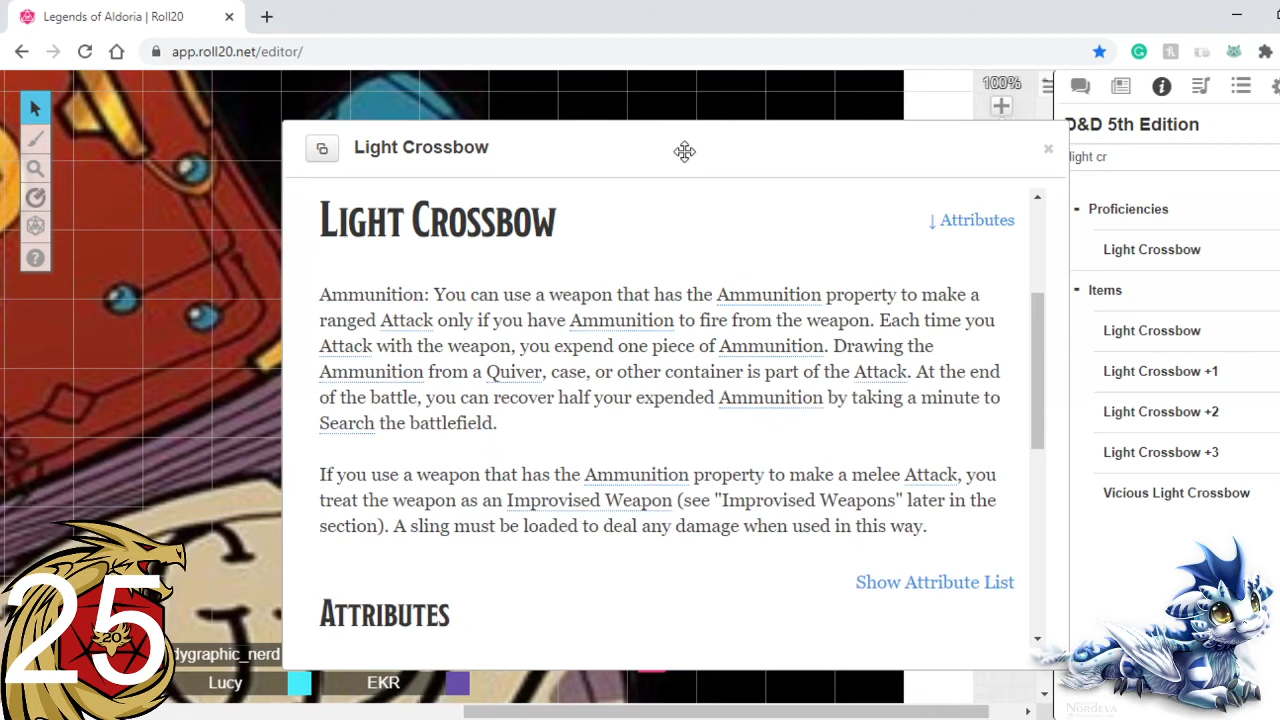 Legends of Aldoria | Roll20
app.roll20.net/editor/
100%
D&D 5th Edition
light cr
Proficiencies
Light Crossbow
Items
Light Crossbow
Light Crossbow +1
Light Crossbow +2
Light Crossbow +3
Vicious Light Crossbow
Light Crossbow
LIGHT CROSSBOW
↓ Attributes
Ammunition: You can use a weapon that has the Ammunition property to make a
ranged Attack only if you have Ammunition to fire from the weapon. Each time you
Attack with the weapon, you expend one piece of Ammunition. Drawing the
Ammunition from a Quiver, case, or other container is part of the Attack. At the end
of the battle, you can recover half your expended Ammunition by taking a minute to
Search the battlefield.
If you use a weapon that has the Ammunition property to make a melee Attack, you
treat the weapon as an Improvised Weapon (see "Improvised Weapons" later in the
section). A sling must be loaded to deal any damage when used in this way.
Show Attribute List
ATTRIBUTES
25
20
dygraphic_nerd
Lucy
EKR
NORDEVA